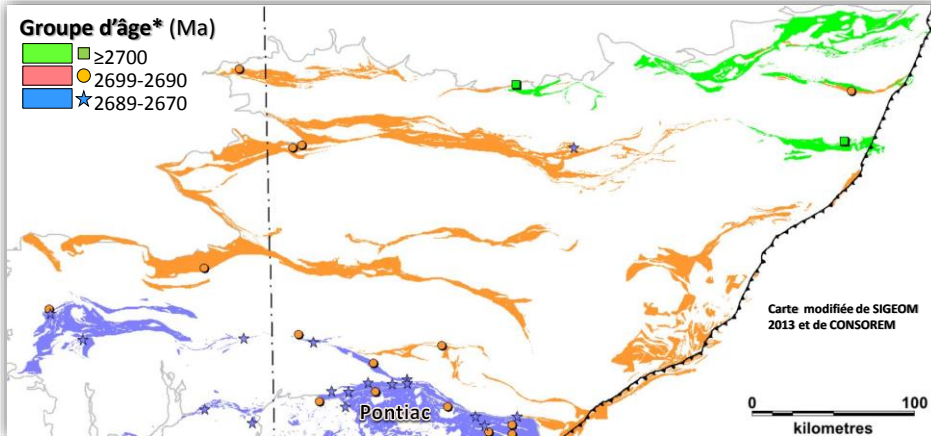 Groupe d'âge* (Ma)
≥2700
2699-2690
2689-2670
Carte modifiée de SIGEOM
2013 et de CONSOREM
Pontiac
0 100
kilometres